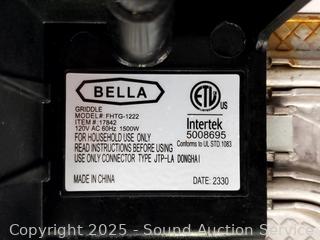 BELLA
GRIDDLE
MODEL#: FHTG-1222
ITEM #: 17842
120V AC 60Hz 1500W
FOR HOUSEHOLD USE ONLY
READ INSTRUCTIONS BEFORE USING
USE ONLY CONNECTOR TYPE JTP-LA DONGHAI
MADE IN CHINA
ETL
US
Intertek
5008695
Conforms to UL STD.1083
DATE: 2330
Copyright 2025 - Sound Auction Service